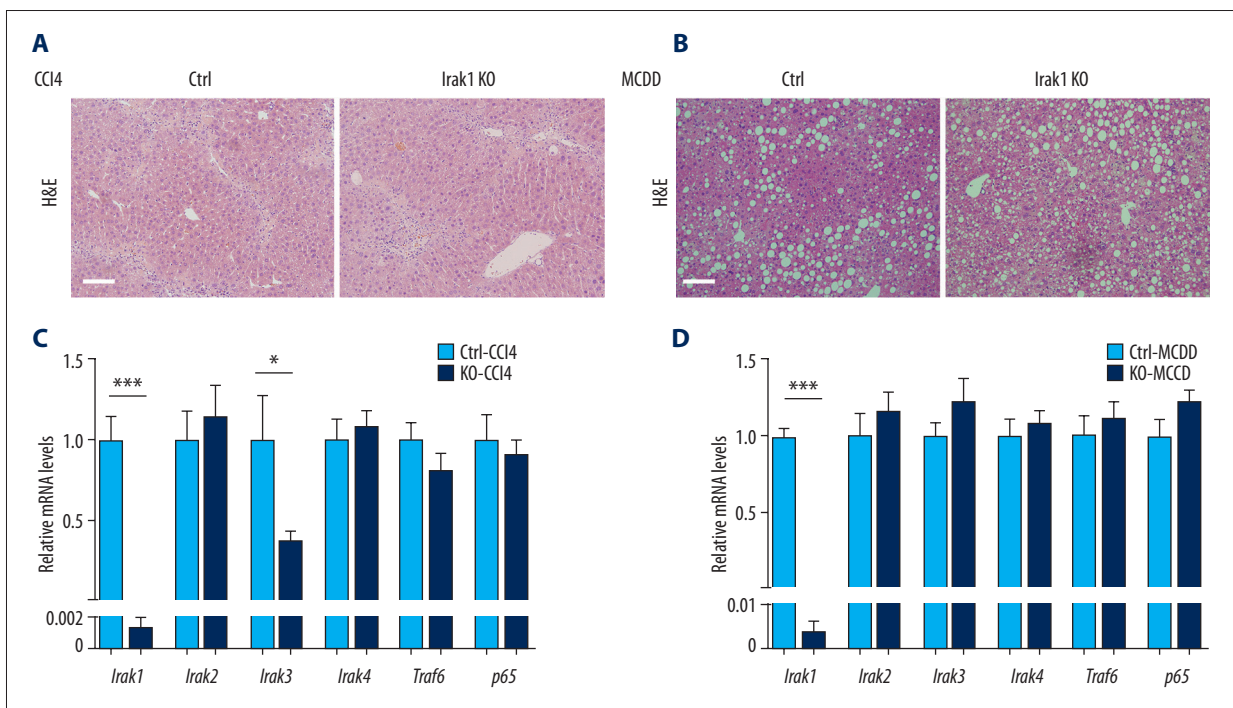 A
CCl4
Ctrl
Irak1 KO
H&E
B
MCDD
Ctrl
Irak1 KO
H&E
C
Relative mRNA levels
1.5
1.0
0.5
0.002
0
***
*
Ctrl-CCl4
KO-CCl4
Irak1
Irak2
Irak3
Irak4
Traf6
p65
D
Relative mRNA levels
1.5
1.0
0.5
0.01
0
***
Ctrl-MCDD
KO-MCCD
Irak1
Irak2
Irak3
Irak4
Traf6
p65